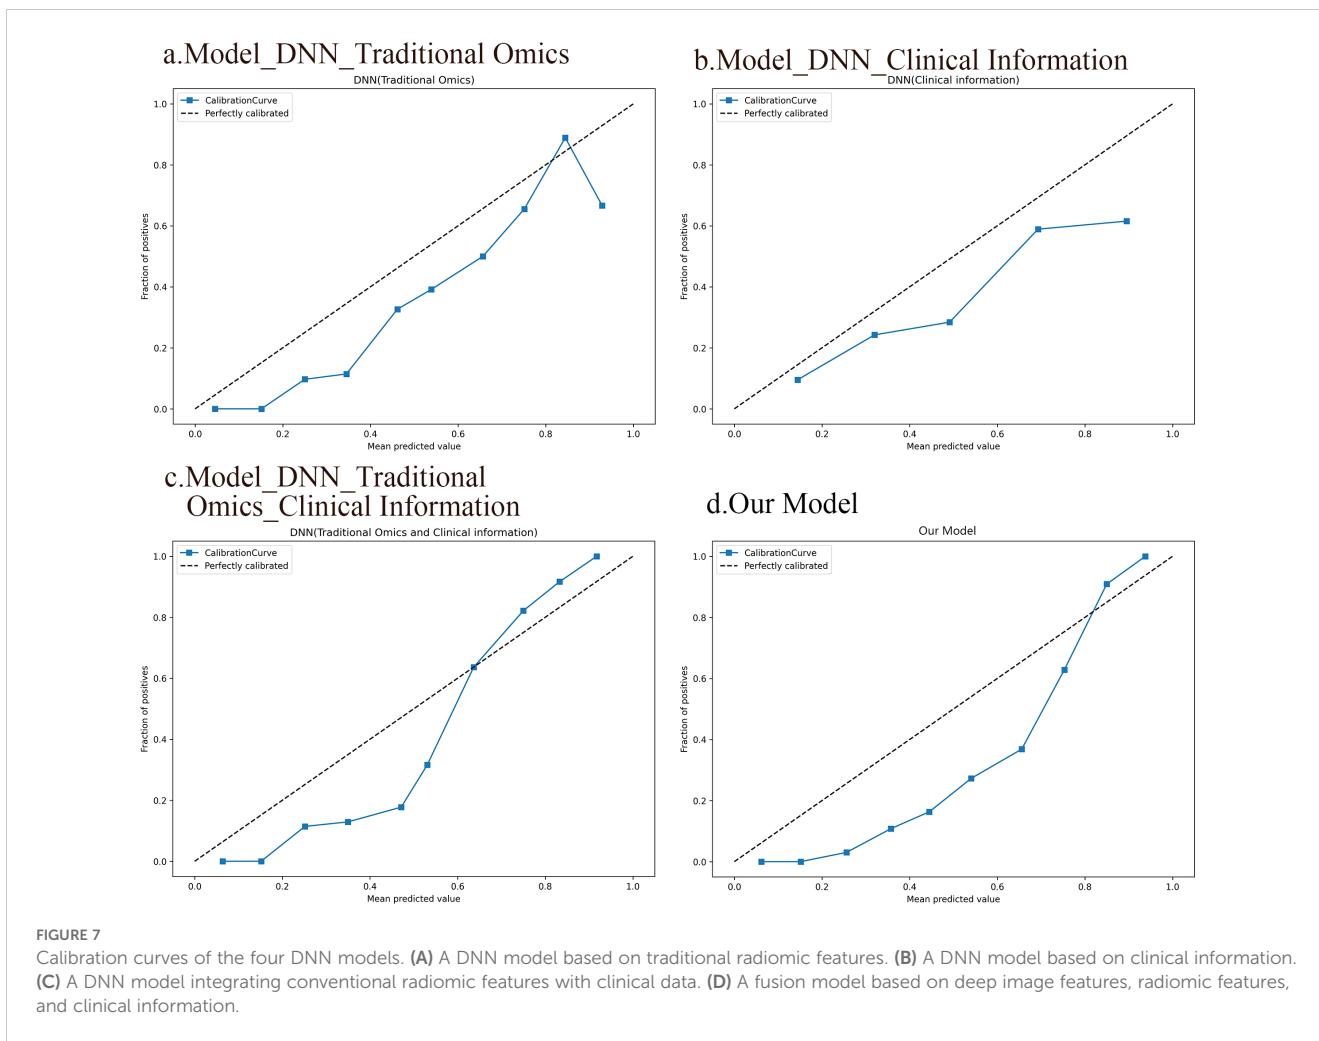 a.Model_DNN_Traditional Omics
DNN(Traditional Omics)
CalibrationCurve
Perfectly calibrated
1.0
0.8
0.6
0.4
0.2
0.0
Fraction of positives
0.0 0.2 0.4 0.6 0.8 1.0
Mean predicted value
b.Model_DNN_Clinical Information
DNN(Clinical information)
CalibrationCurve
Perfectly calibrated
1.0
0.8
0.6
0.4
0.2
0.0
Fraction of positives
0.0 0.2 0.4 0.6 0.8 1.0
Mean predicted value
c.Model_DNN_Traditional
Omics_Clinical Information
DNN(Traditional Omics and Clinical information)
CalibrationCurve
Perfectly calibrated
1.0
0.8
0.6
0.4
0.2
0.0
Fraction of positives
0.0 0.2 0.4 0.6 0.8 1.0
Mean predicted value
d.Our Model
Our Model
CalibrationCurve
Perfectly calibrated
1.0
0.8
0.6
0.4
0.2
0.0
Fraction of positives
0.0 0.2 0.4 0.6 0.8 1.0
Mean predicted value
FIGURE 7
Calibration curves of the four DNN models. (A) A DNN model based on traditional radiomic features. (B) A DNN model based on clinical information.
(C) A DNN model integrating conventional radiomic features with clinical data. (D) A fusion model based on deep image features, radiomic features,
and clinical information.